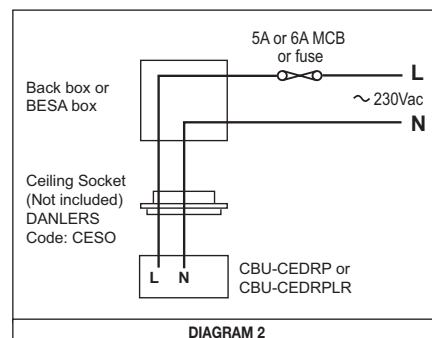 5A or 6A MCB
or fuse
L
Back box or
BESA box
~ 230Vac
N
Ceiling Socket
(Not included)
DANLERS
Code: CESO
L N
CBU-CEDRP or
CBU-CEDRPLR
DIAGRAM 2